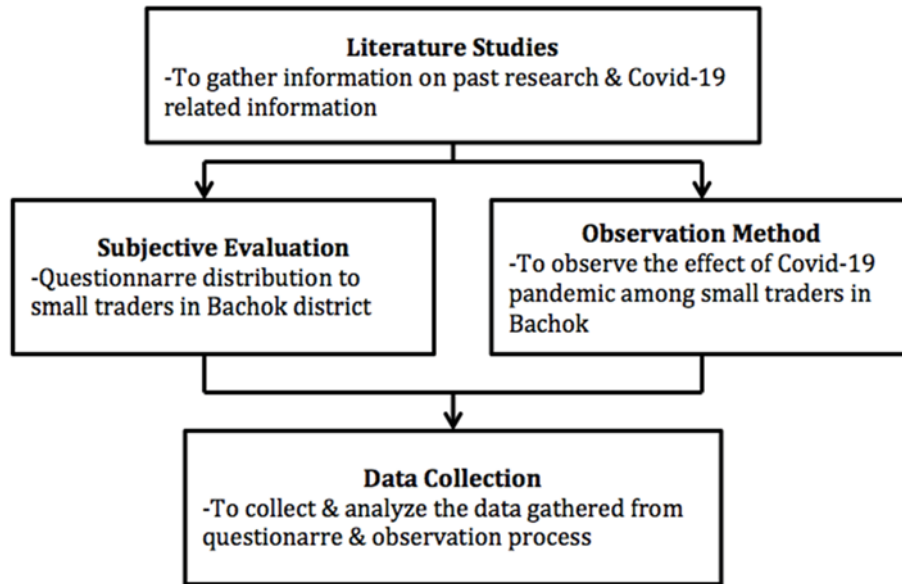 Literature Studies
-To gather information on past research & Covid-19
related information
Subjective Evaluation
-Questionnarre distribution to
small traders in Bachok district
Observation Method
-To observe the effect of Covid-19
pandemic among small traders in
Bachok
Data Collection
-To collect & analyze the data gathered from
questionarre & observation process